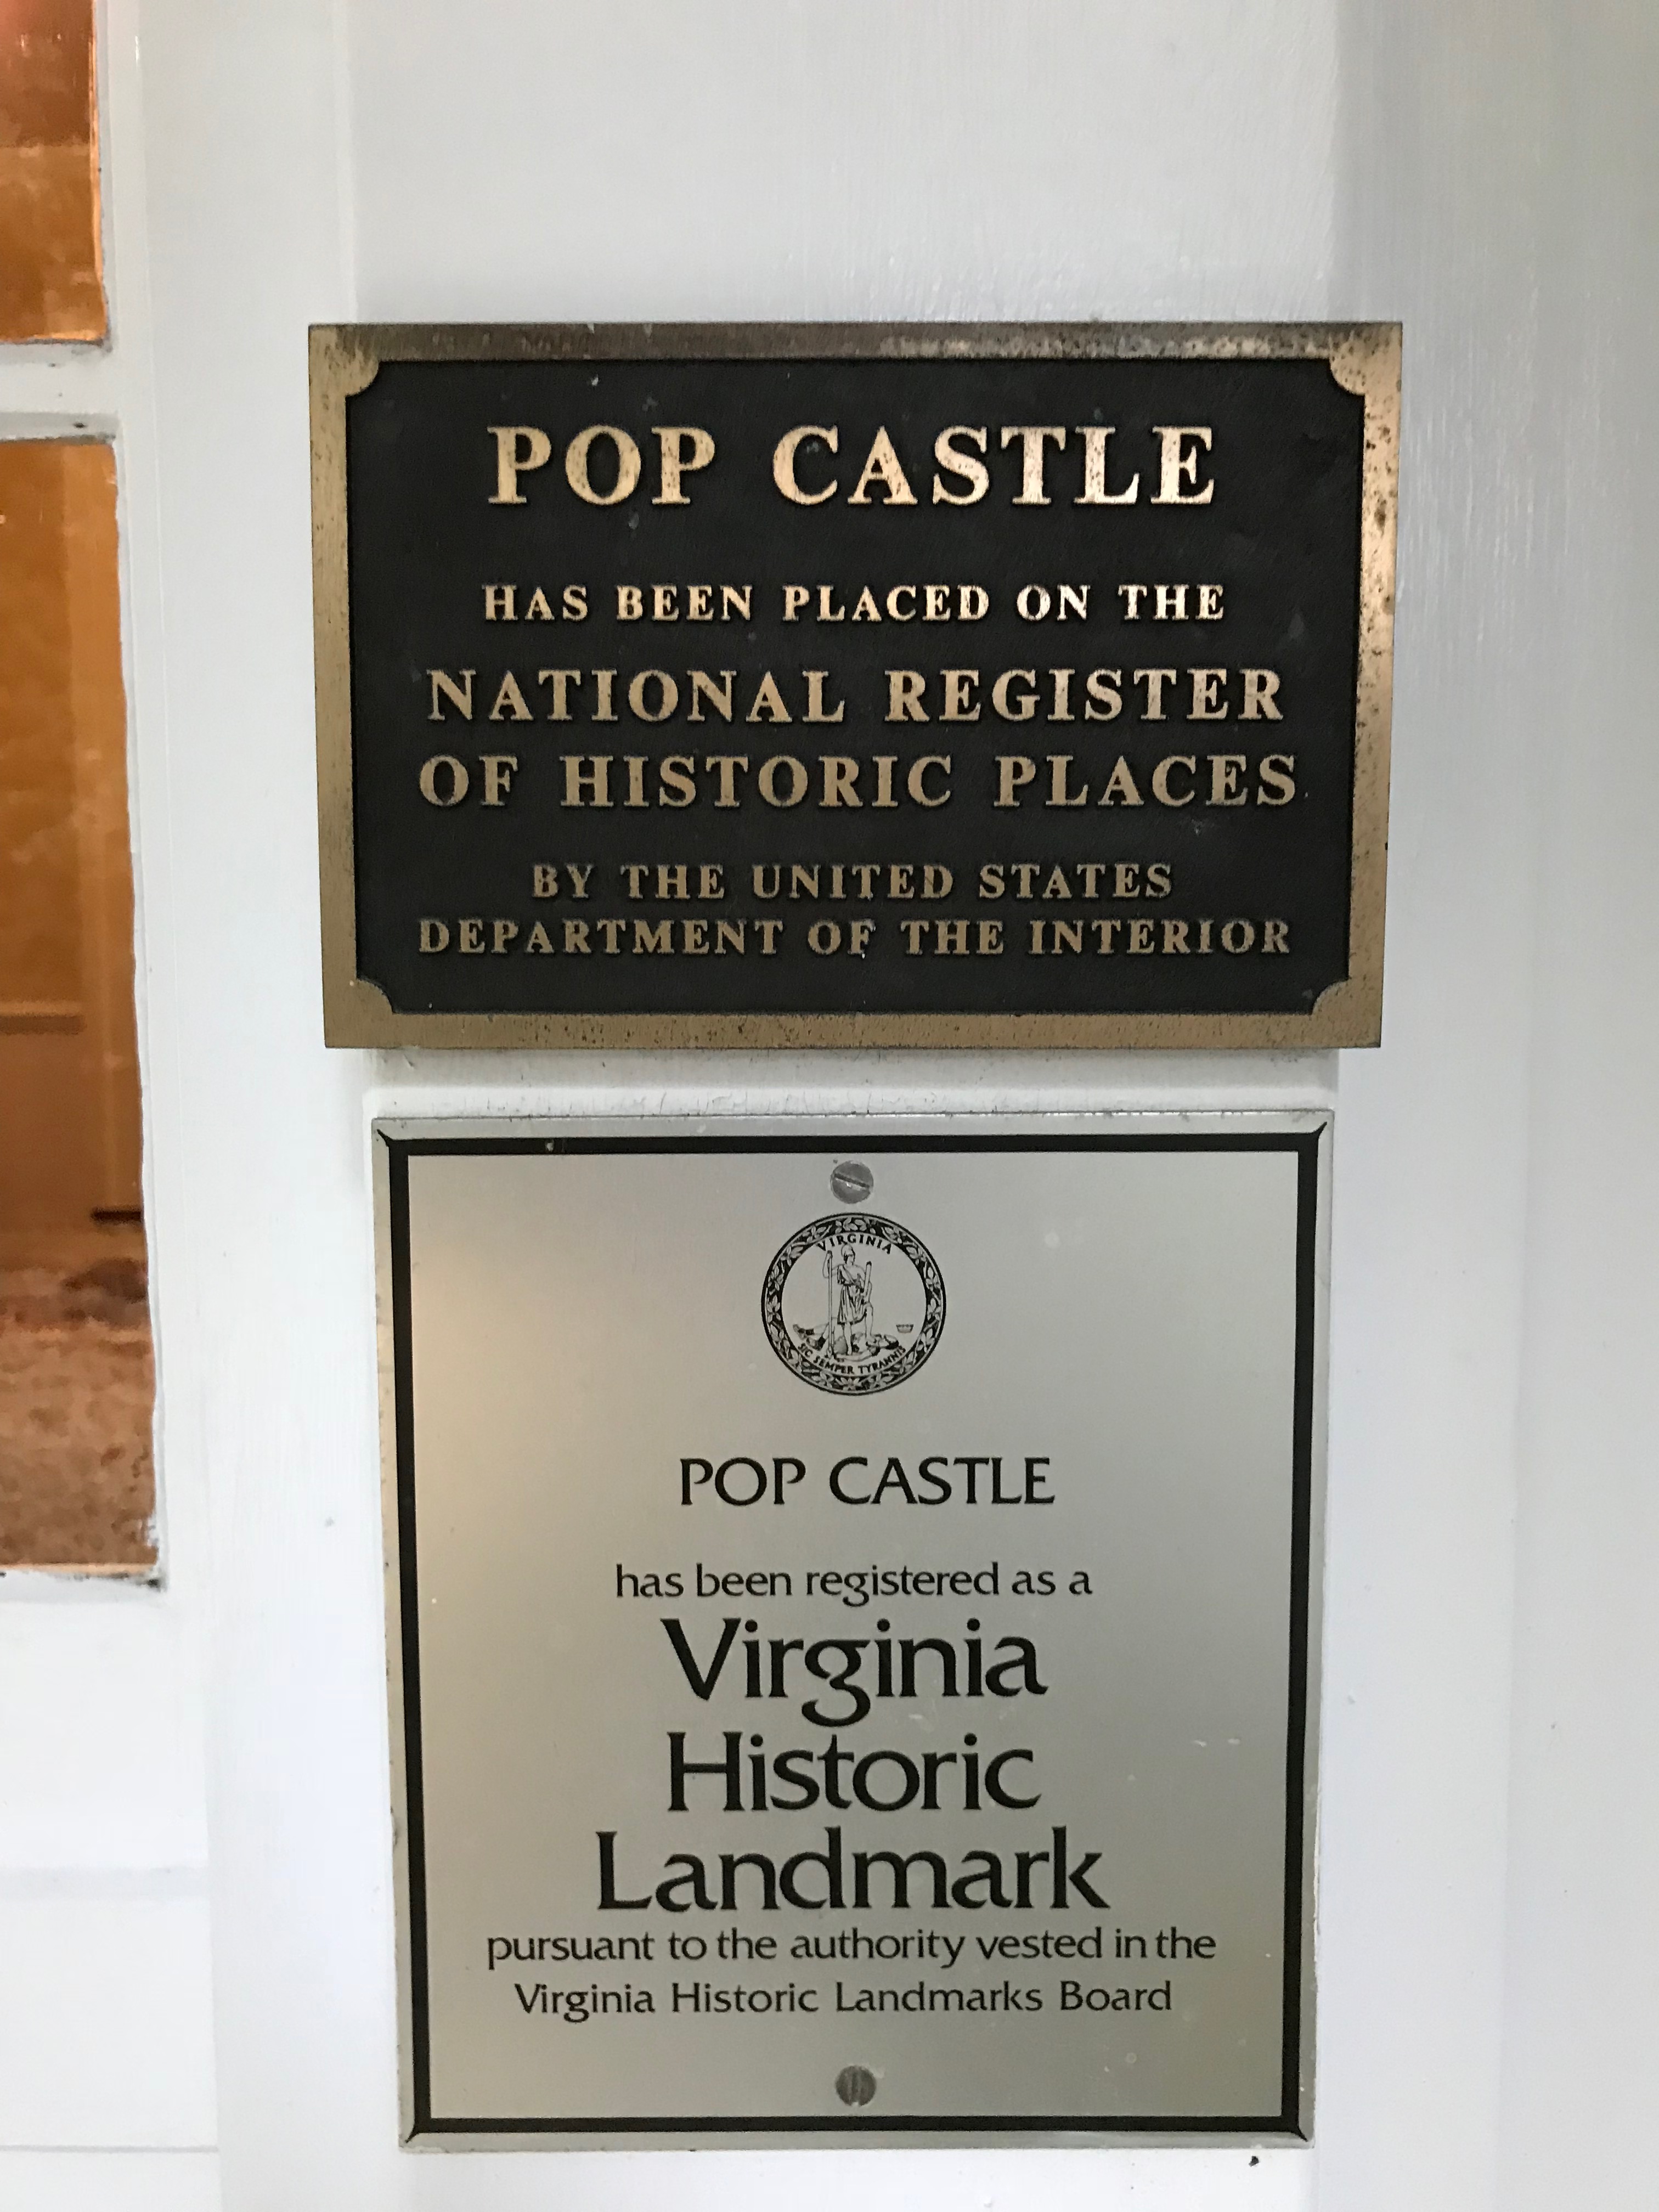 POP CASTLE
HAS BEEN PLACED ON THE
NATIONAL REGISTER
OF HISTORIC PLACES
BY THE UNITED STATES
DEPARTMENT OF THE INTERIOR
VIRGINIA
SIC SEMPER TYRANNIS
POP CASTLE
has been registered as a
Virginia
Historic
Landmark
pursuant to the authority vested in the
Virginia Historic Landmarks Board